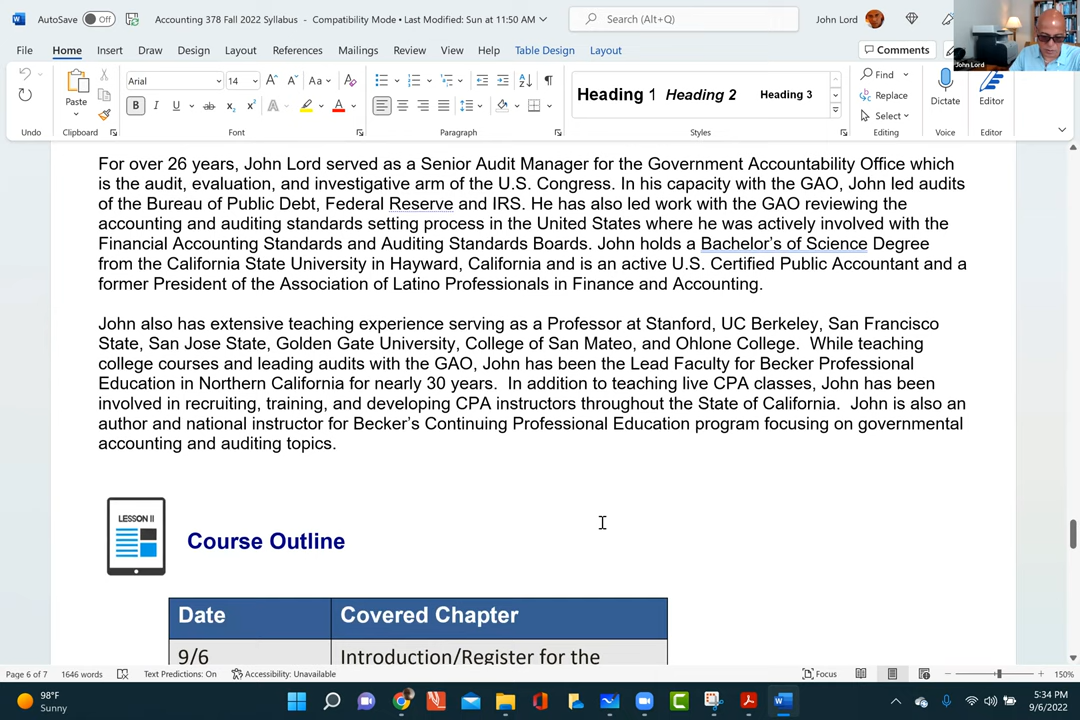 AutoSave Off Accounting 378 Fall 2022 Syllabus - Compatibility Mode • Last Modified: Sun at 11:50 AM Search (Alt+Q) John Lord
File Home Insert Draw Design Layout References Mailings Review View Help Table Design Layout Comments
John Lord
Arial 14 A A Aa A Find
Paste Heading 1 Heading 2 Heading 3 Replace Dictate Editor
B I U ab x₂ x² A A Select
Undo Clipboard Font Paragraph Styles Editing Voice Editor
For over 26 years, John Lord served as a Senior Audit Manager for the Government Accountability Office which
is the audit, evaluation, and investigative arm of the U.S. Congress. In his capacity with the GAO, John led audits
of the Bureau of Public Debt, Federal Reserve and IRS. He has also led work with the GAO reviewing the
accounting and auditing standards setting process in the United States where he was actively involved with the
Financial Accounting Standards and Auditing Standards Boards. John holds a Bachelor's of Science Degree
from the California State University in Hayward, California and is an active U.S. Certified Public Accountant and a
former President of the Association of Latino Professionals in Finance and Accounting.
John also has extensive teaching experience serving as a Professor at Stanford, UC Berkeley, San Francisco
State, San Jose State, Golden Gate University, College of San Mateo, and Ohlone College. While teaching
college courses and leading audits with the GAO, John has been the Lead Faculty for Becker Professional
Education in Northern California for nearly 30 years. In addition to teaching live CPA classes, John has been
involved in recruiting, training, and developing CPA instructors throughout the State of California. John is also an
author and national instructor for Becker's Continuing Professional Education program focusing on governmental
accounting and auditing topics.
LESSON II
Course Outline
Date Covered Chapter
9/6 Introduction/Register for the
Page 6 of 7 1646 words Text Predictions: On Accessibility: Unavailable Focus 150%
98°F
Sunny
5:34 PM
9/6/2022